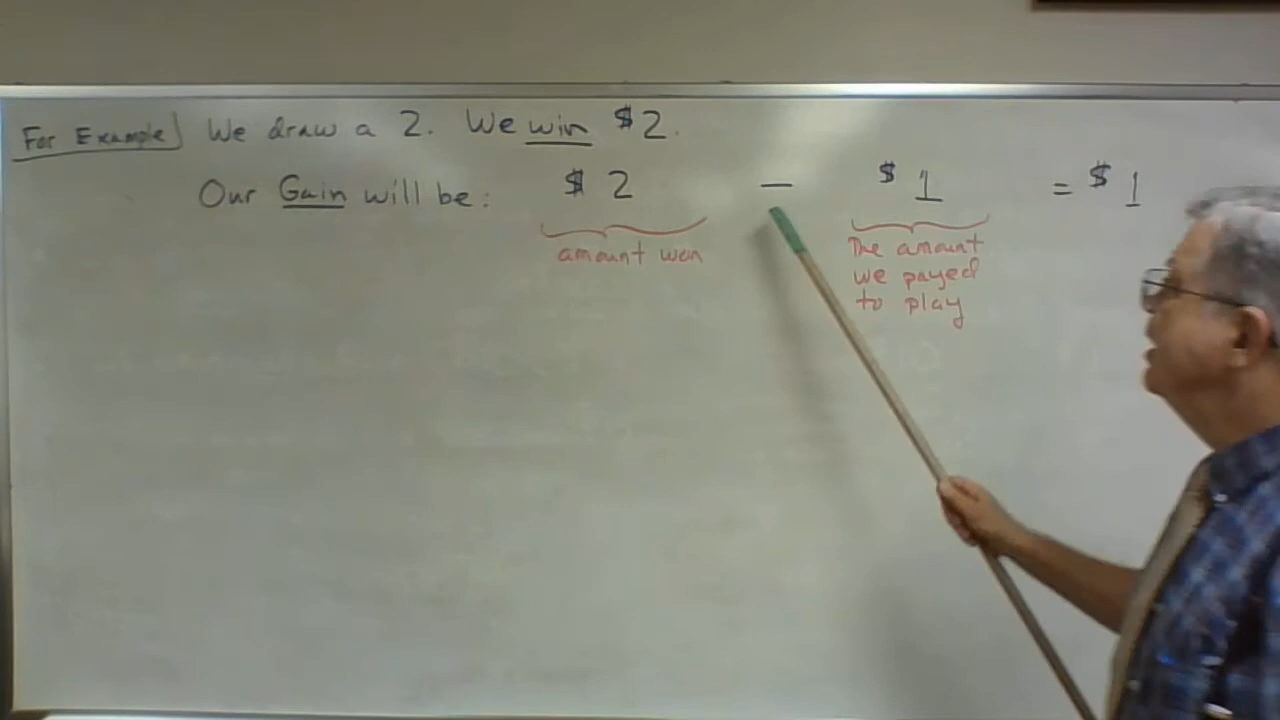 For Example We draw a 2. We win $2.
Our Gain will be: $ 2 — $ 1 = $ 1
amount won The amount
we payed
to play